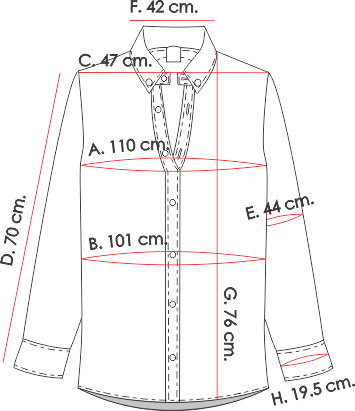 F. 42 cm.
C. 47 cm.
A. 110 cm.
D. 70 cm.
E. 44 cm.
B. 101 cm.
G. 76 cm.
H. 19.5 cm.